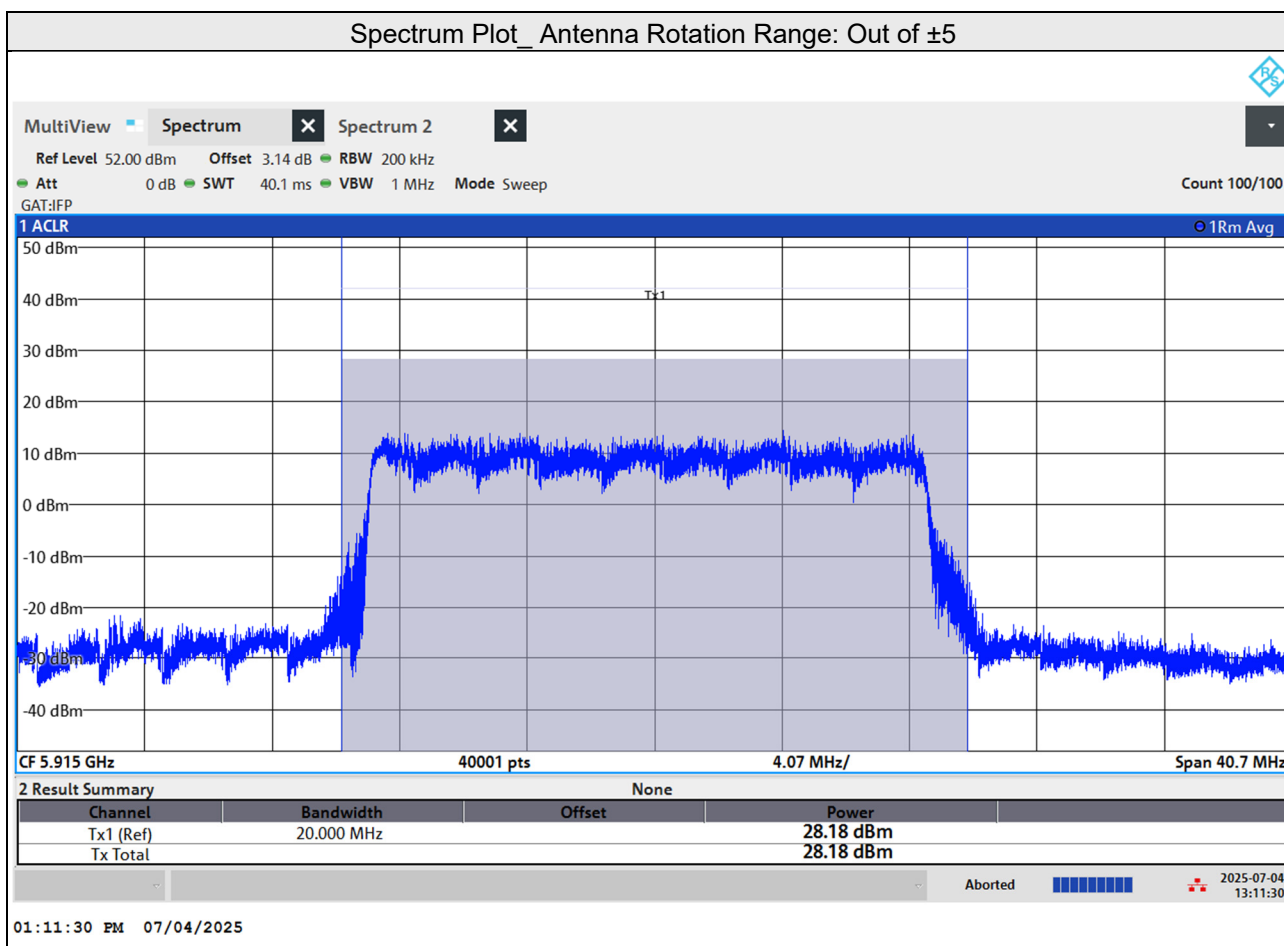 Spectrum Plot_ Antenna Rotation Range: Out of ±5
R S
MultiView Spectrum X Spectrum 2 X
Ref Level 52.00 dBm Offset 3.14 dB RBW 200 kHz
Att 0 dB SWT 40.1 ms VBW 1 MHz Mode Sweep Count 100/100
GAT:IFP
1 ACLR 1Rm Avg
50 dBm
Tx1
40 dBm
30 dBm
20 dBm
10 dBm
0 dBm
-10 dBm
-20 dBm
-30 dBm
-40 dBm
CF 5.915 GHz 40001 pts 4.07 MHz/ Span 40.7 MHz
2 Result Summary None
Channel Bandwidth Offset Power
Tx1 (Ref) 20.000 MHz 28.18 dBm
Tx Total 28.18 dBm
Aborted 2025-07-04
13:11:30
01:11:30 PM 07/04/2025